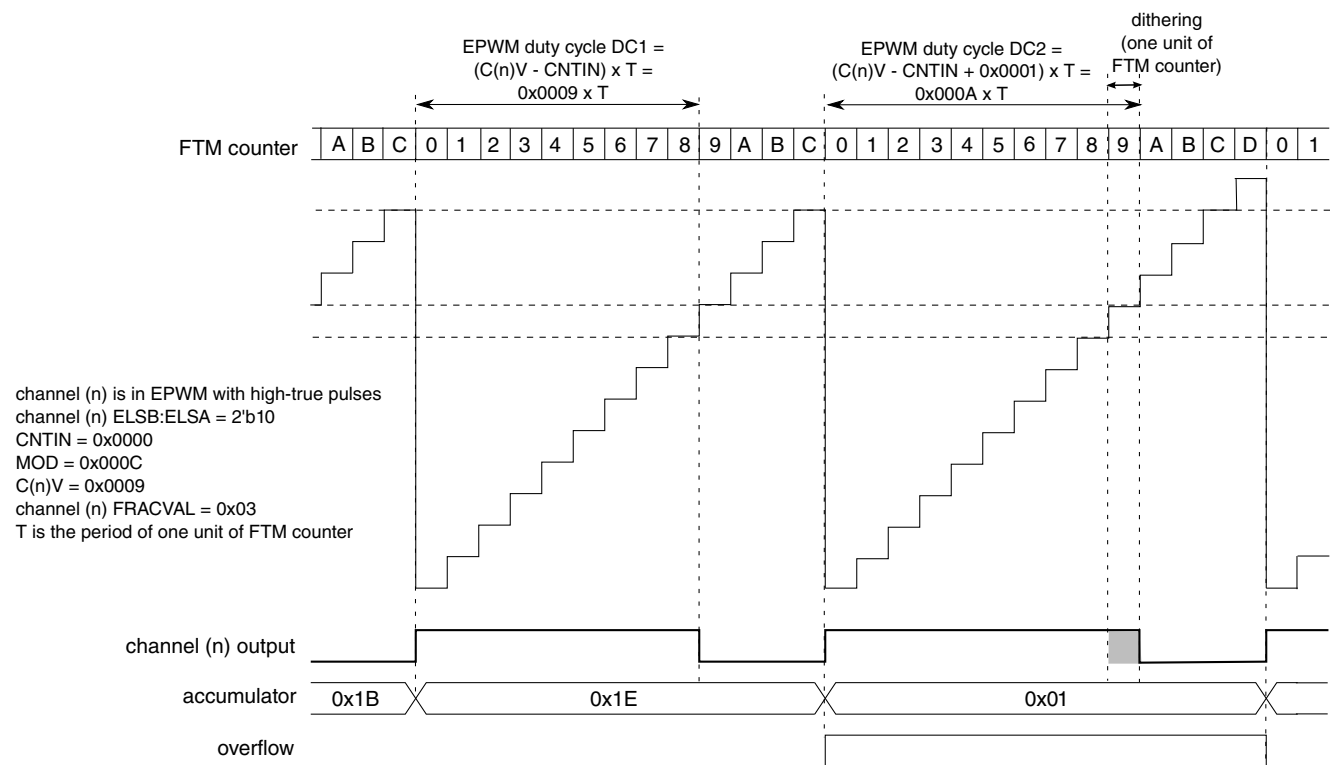 EPWM duty cycle DC1 =
(C(n)V - CNTIN) x T =
0x0009 x T
EPWM duty cycle DC2 =
(C(n)V - CNTIN + 0x0001) x T =
0x000A x T
dithering
(one unit of
FTM counter)
FTM counter A B C 0 1 2 3 4 5 6 7 8 9 A B C 0 1 2 3 4 5 6 7 8 9 A B C D 0 1
channel (n) is in EPWM with high-true pulses
channel (n) ELSB:ELSA = 2'b10
CNTIN = 0x0000
MOD = 0x000C
C(n)V = 0x0009
channel (n) FRACVAL = 0x03
T is the period of one unit of FTM counter
channel (n) output
accumulator 0x1B 0x1E 0x01
overflow